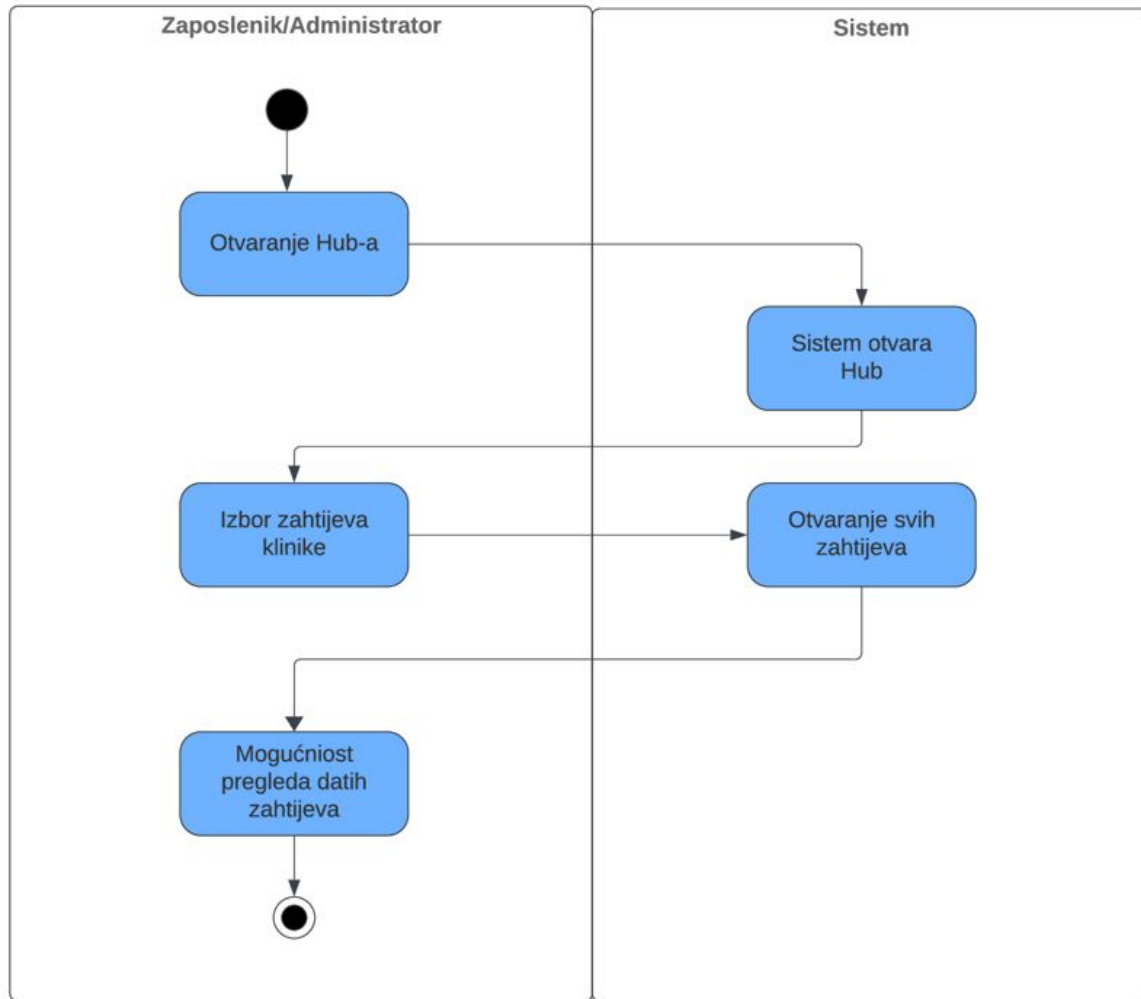 Zaposlenik/Administrator
Sistem
Otvaranje Hub-a
Sistem otvara
Hub
Izbor zahtijeva
klinike
Otvaranje svih
zahtijeva
Mogućniost
pregleda datih
zahtijeva